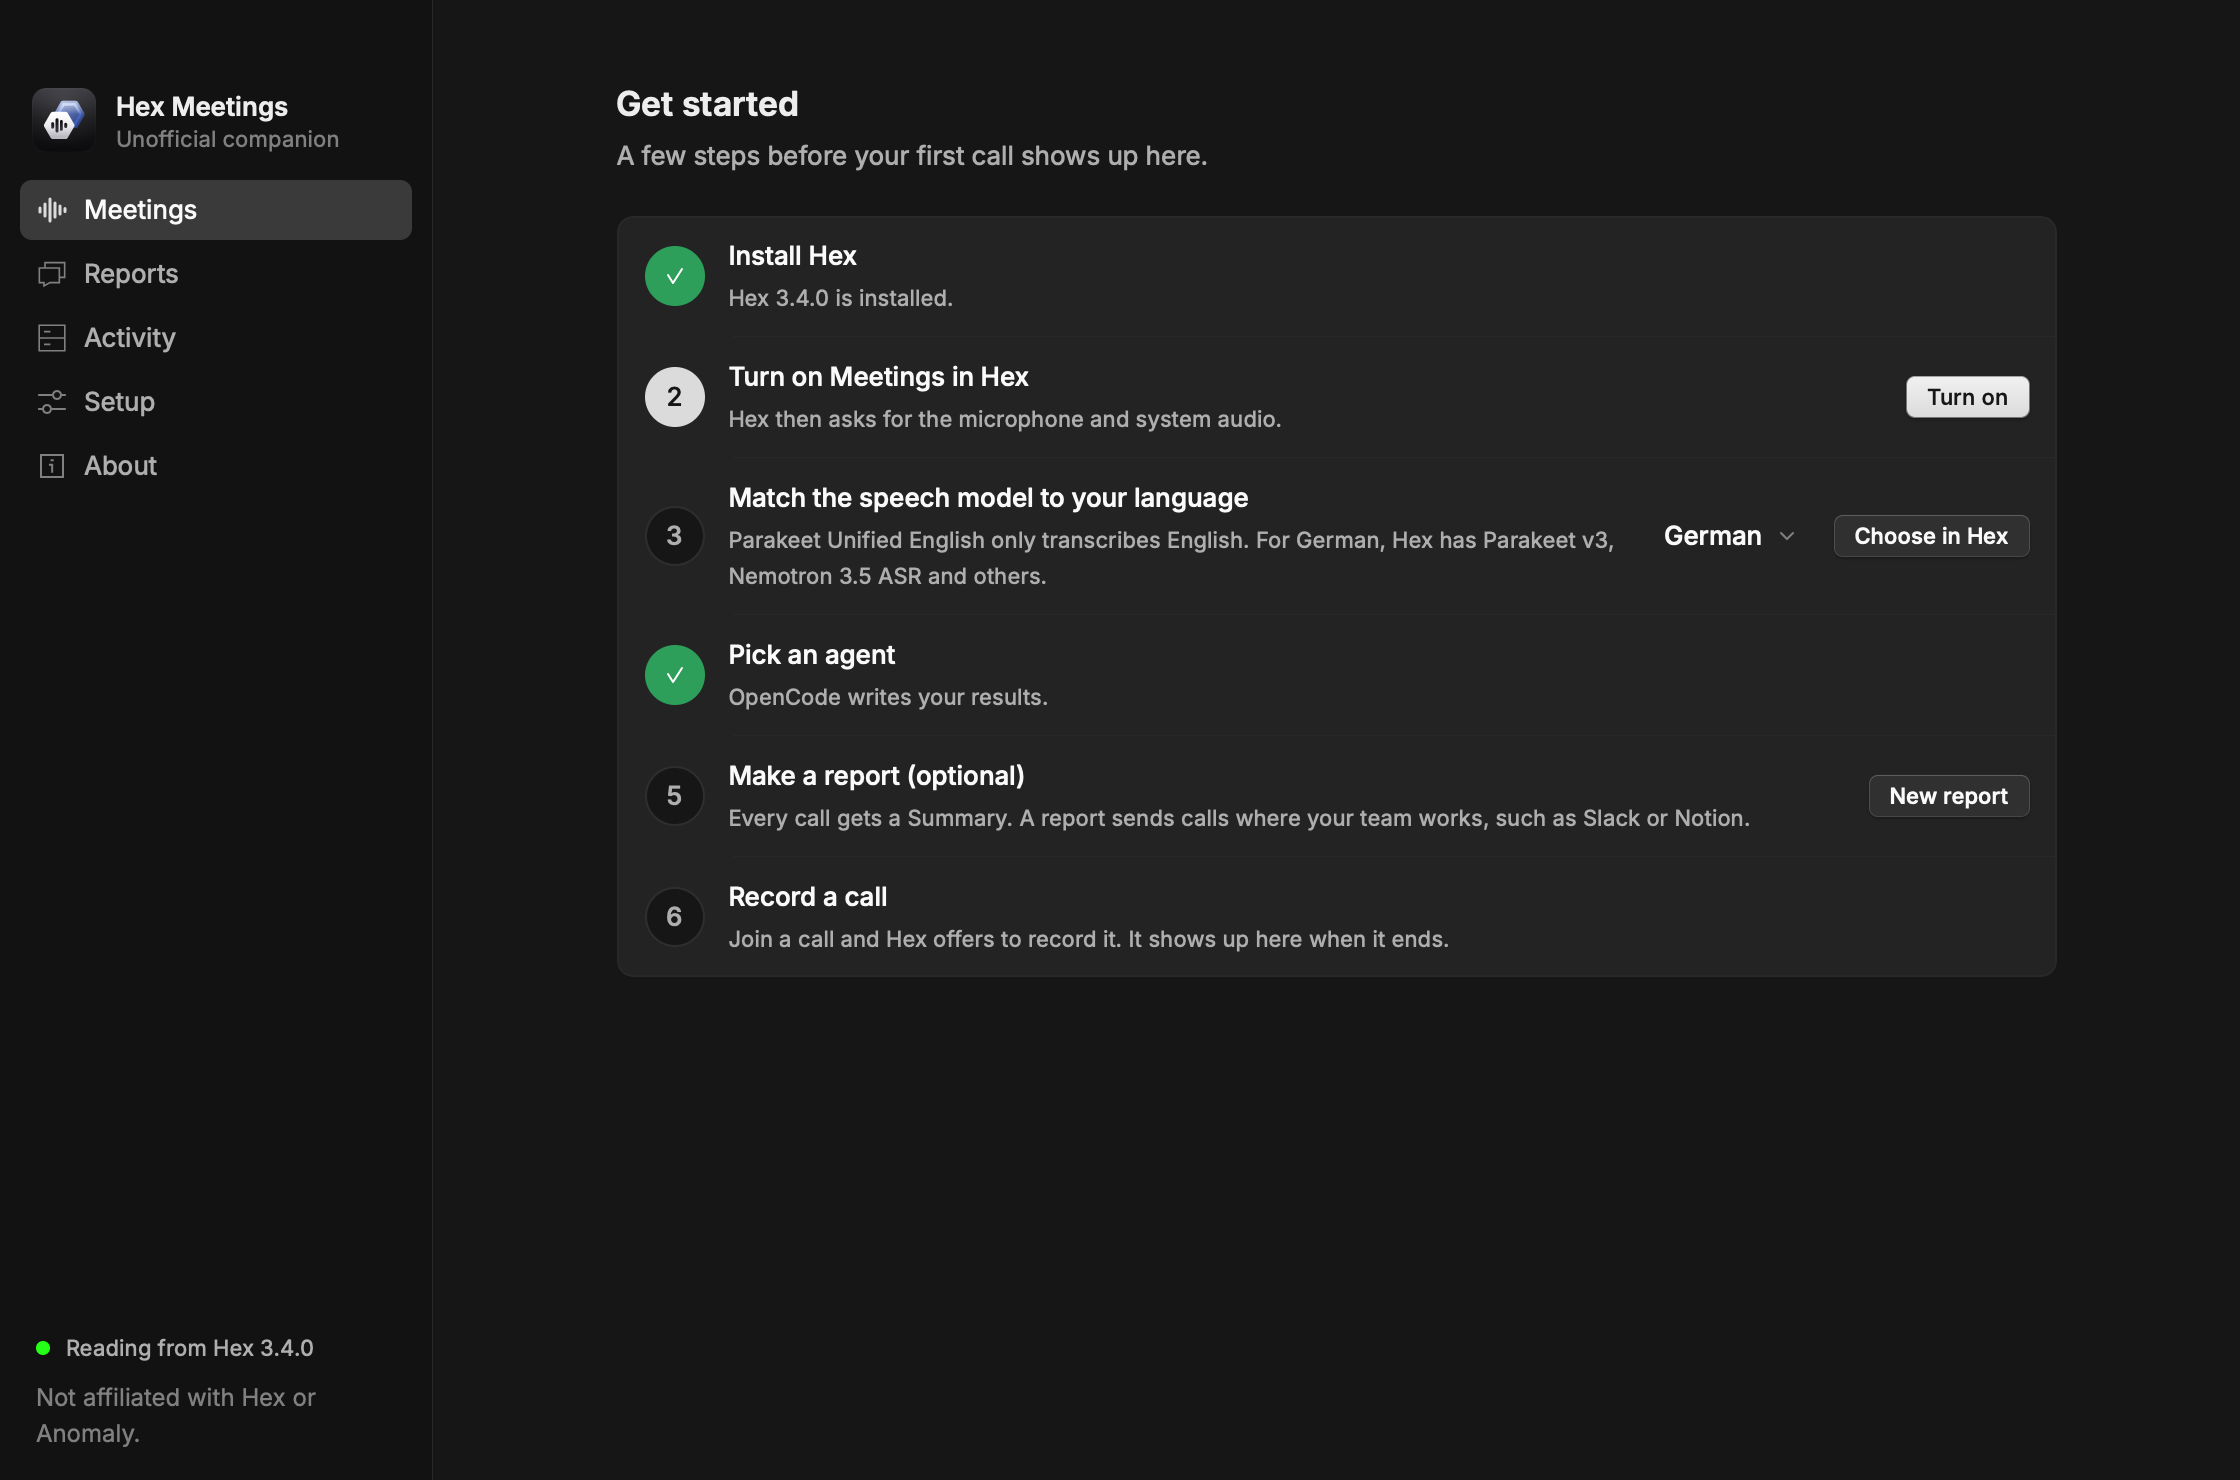 Hex Meetings
Unofficial companion
Meetings
Reports
Activity
Setup
About
Reading from Hex 3.4.0
Not affiliated with Hex or
Anomaly.
Get started
A few steps before your first call shows up here.
Install Hex
Hex 3.4.0 is installed.
2
Turn on Meetings in Hex
Hex then asks for the microphone and system audio.
Turn on
3
Match the speech model to your language
Parakeet Unified English only transcribes English. For German, Hex has Parakeet v3,
Nemotron 3.5 ASR and others.
German
Choose in Hex
Pick an agent
OpenCode writes your results.
5
Make a report (optional)
Every call gets a Summary. A report sends calls where your team works, such as Slack or Notion.
New report
6
Record a call
Join a call and Hex offers to record it. It shows up here when it ends.